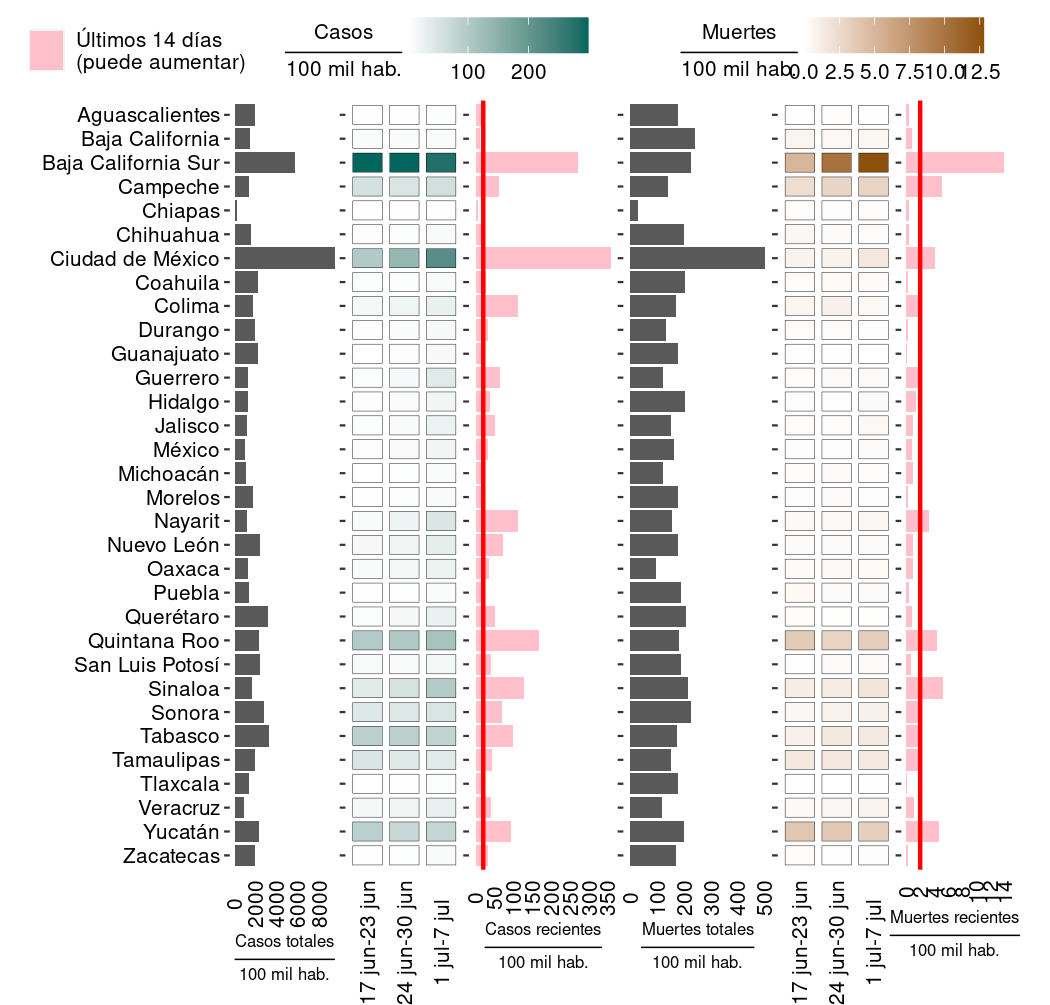 Últimos 14 días
(puede aumentar)
Casos
100 mil hab.
100 200
Muertes
100 mil hab.
0.0 2.5 5.0 7.5 10.0 12.5
Aguascalientes
Baja California
Baja California Sur
Campeche
Chiapas
Chihuahua
Ciudad de México
Coahuila
Colima
Durango
Guanajuato
Guerrero
Hidalgo
Jalisco
México
Michoacán
Morelos
Nayarit
Nuevo León
Oaxaca
Puebla
Querétaro
Quintana Roo
San Luis Potosí
Sinaloa
Sonora
Tabasco
Tamaulipas
Tlaxcala
Veracruz
Yucatán
Zacatecas
0 2000 4000 6000 8000
Casos totales
100 mil hab.
17 jun-23 jun
24 jun-30 jun
1 jul-7 jul
0 50 100 150 200 250 300 350
Casos recientes
100 mil hab.
0 100 200 300 400 500
Muertes totales
100 mil hab.
17 jun-23 jun
24 jun-30 jun
1 jul-7 jul
0 2 4 6 8 10 12 14
Muertes recientes
100 mil hab.